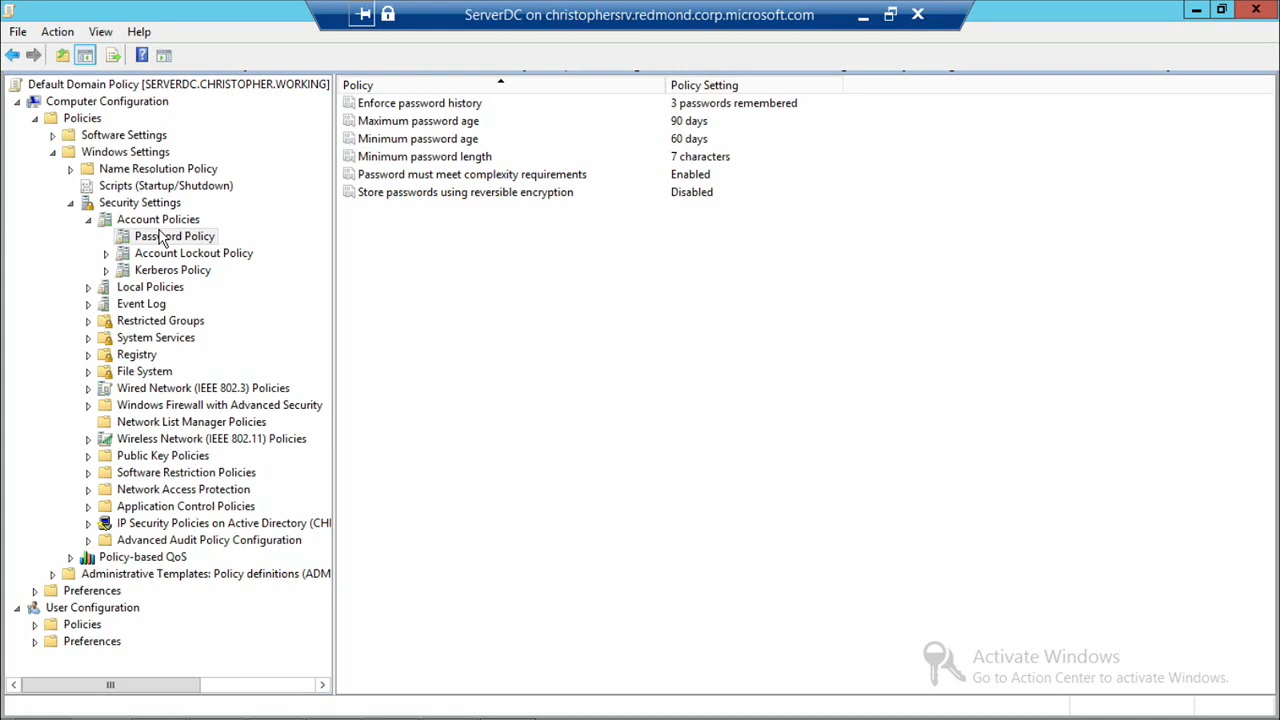 ServerDC on christophersrv.redmond.corp.microsoft.com
File Action View Help
Default Domain Policy [SERVERDC.CHRISTOPHER.WORKING]
Computer Configuration
Policies
Software Settings
Windows Settings
Name Resolution Policy
Scripts (Startup/Shutdown)
Security Settings
Account Policies
Password Policy
Account Lockout Policy
Kerberos Policy
Local Policies
Event Log
Restricted Groups
System Services
Registry
File System
Wired Network (IEEE 802.3) Policies
Windows Firewall with Advanced Security
Network List Manager Policies
Wireless Network (IEEE 802.11) Policies
Public Key Policies
Software Restriction Policies
Network Access Protection
Application Control Policies
IP Security Policies on Active Directory (CHI
Advanced Audit Policy Configuration
Policy-based QoS
Administrative Templates: Policy definitions (ADM
Preferences
User Configuration
Policies
Preferences
Policy Policy Setting
Enforce password history 3 passwords remembered
Maximum password age 90 days
Minimum password age 60 days
Minimum password length 7 characters
Password must meet complexity requirements Enabled
Store passwords using reversible encryption Disabled
Activate Windows
Go to Action Center to activate Windows.